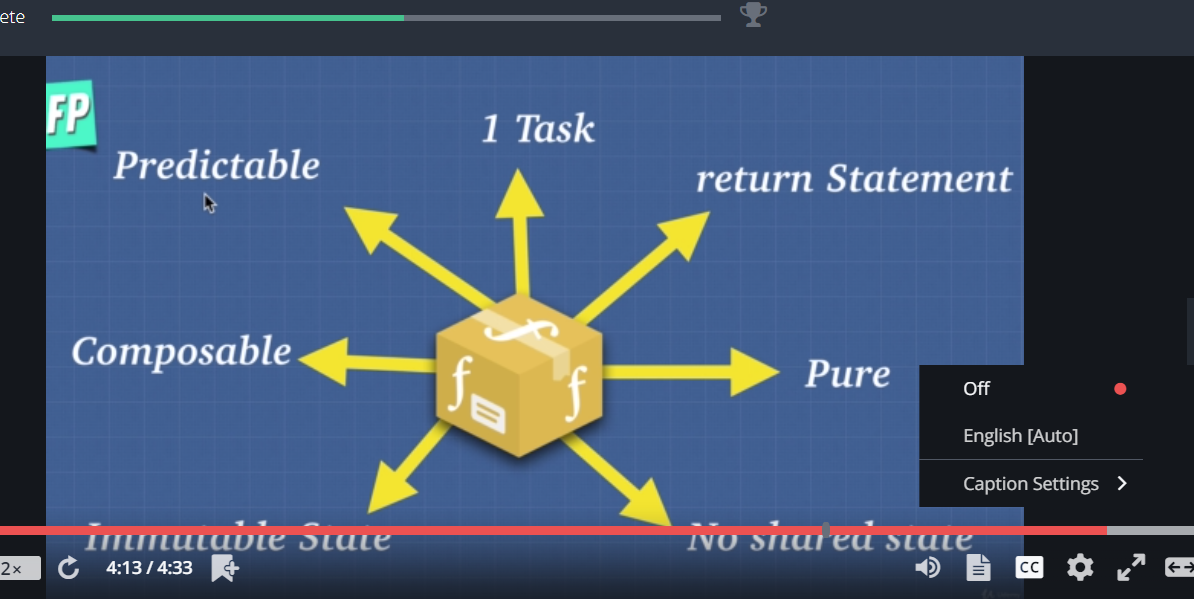 ete
FP
1 Task
Predictable
return Statement
Composable
Pure
Off
English [Auto]
Caption Settings
Immutable State
No shared state
2×
4:13 / 4:33
CC